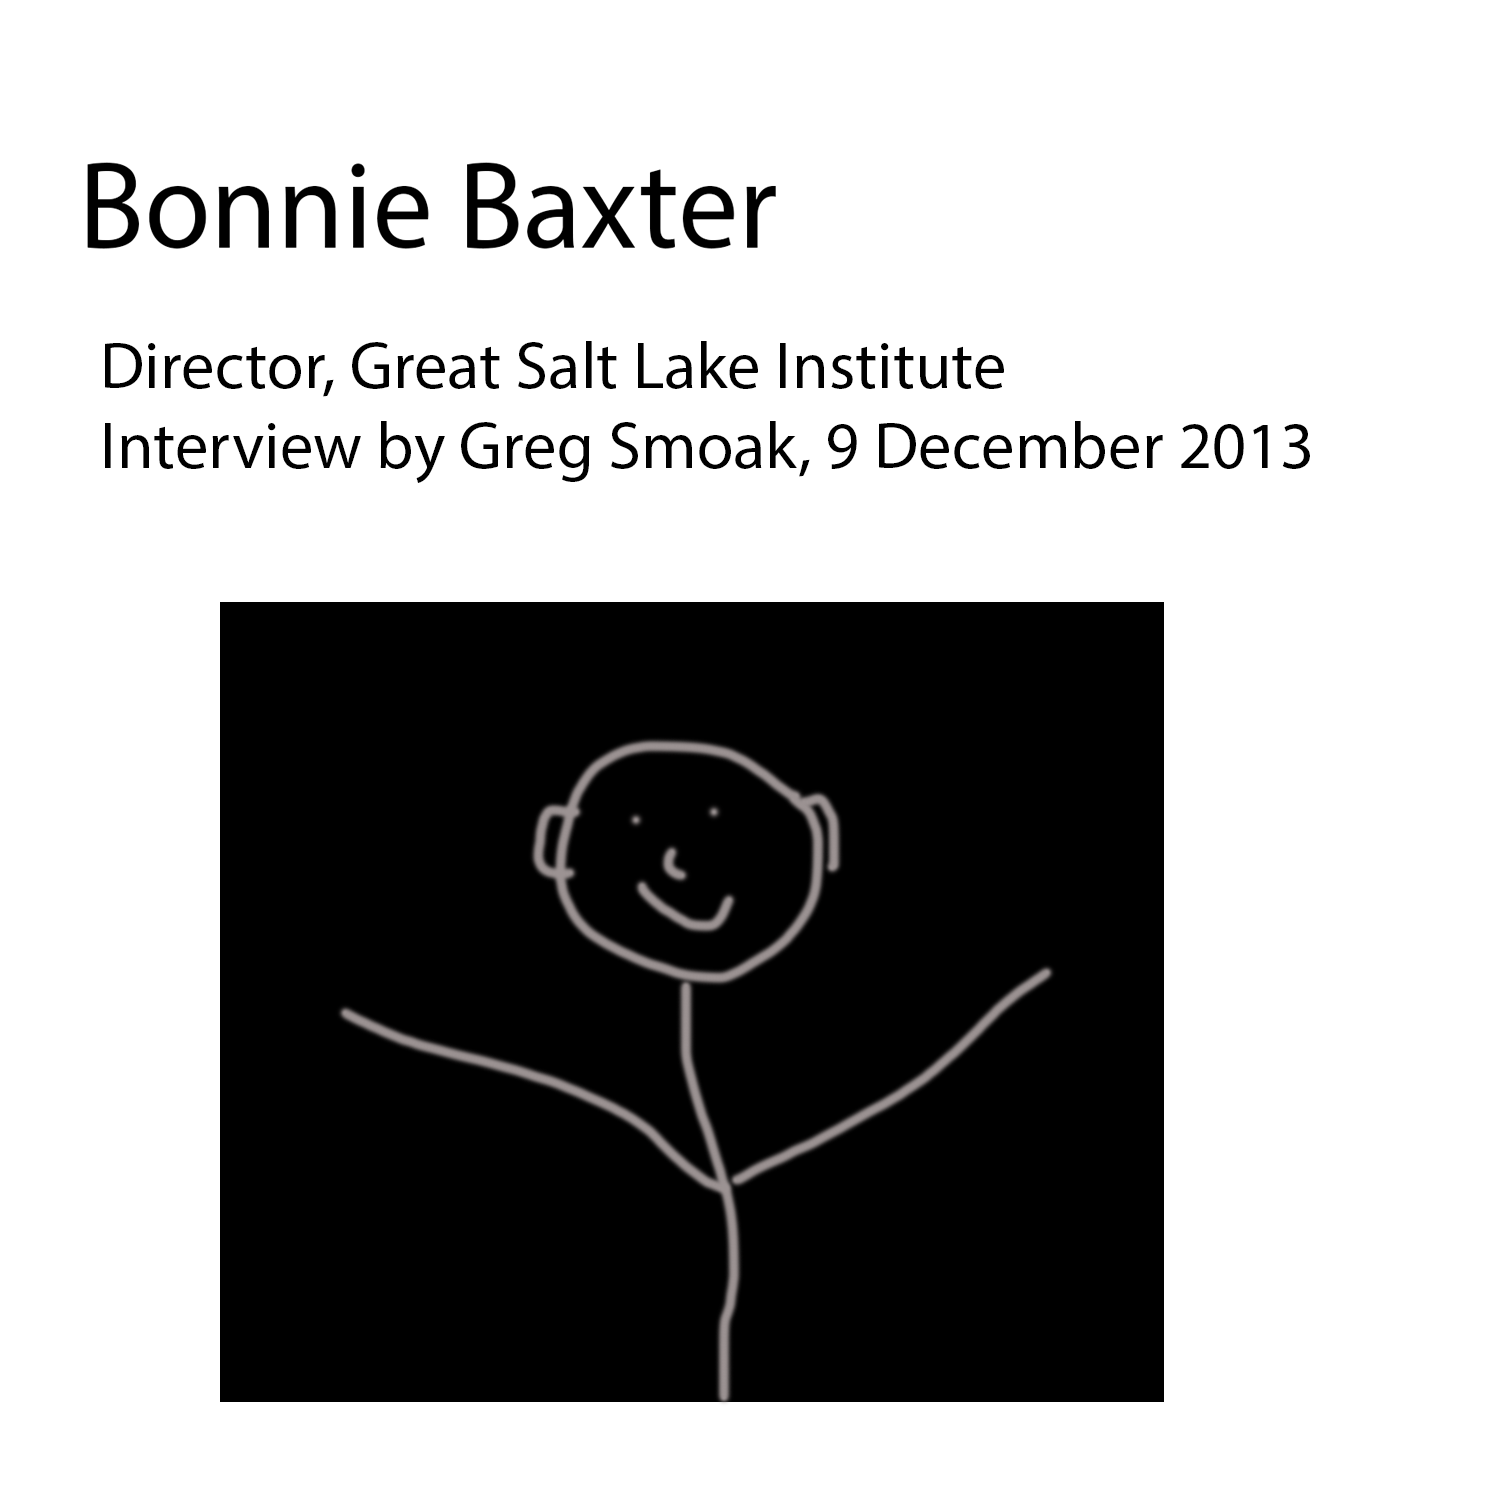 Bonnie Baxter
Director, Great Salt Lake Institute
Interview by Greg Smoak, 9 December 2013